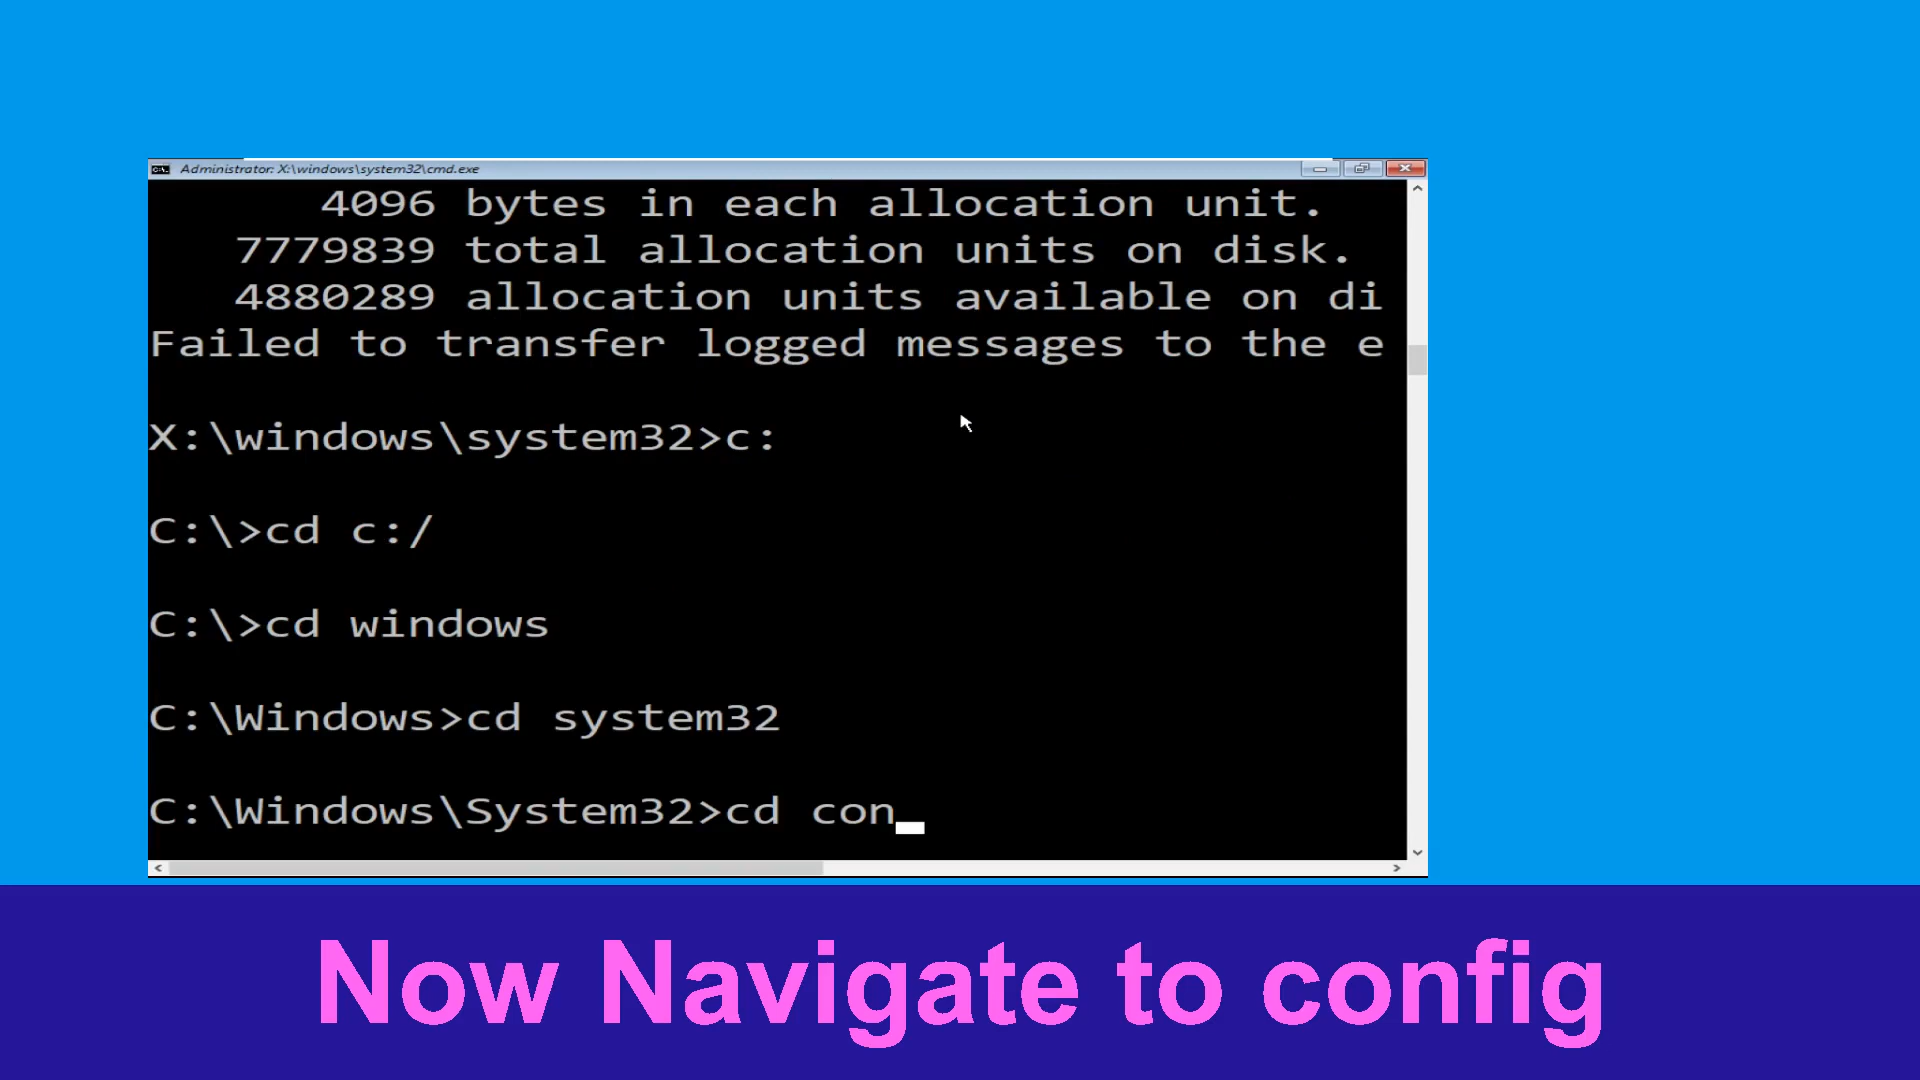 Administrator: X:\windows\system32\cmd.exe
4096 bytes in each allocation unit.
7779839 total allocation units on disk.
4880289 allocation units available on di
Failed to transfer logged messages to the e
X:\windows\system32>c:
C:\>cd c:/
C:\>cd windows
C:\Windows>cd system32
C:\Windows\System32>cd con_
Now Navigate to config